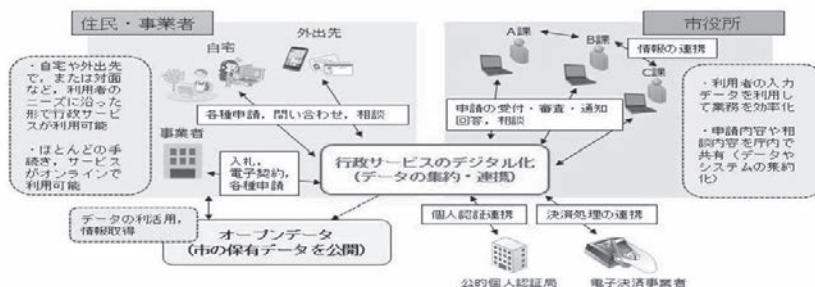 住民・事業者
市役所
自宅
外出先
・自宅や外出先
で，または対面
など，利用者の
ニーズに沿った
形で行政サービ
スが利用可能
・ほとんどの手
続き，サービス
がオンラインで
利用可能
各種申請，問い合わせ，相談
事業者
入札，
電子契約，
各種申請
A課
B課
C課
情報の連携
申請の受付・審査・通知
回答，相談
・利用者の入力
データを利用し
て業務を効率化
・申請内容や相
談内容を庁内で
共有（データや
システムの集約
化）
行政サービスのデジタル化
（データの集約・連携）
データの利活用，
情報取得
オープンデータ
（市の保有データを公開）
個人認証連携
決済処理の連携
公的個人認証局
電子決済事業者